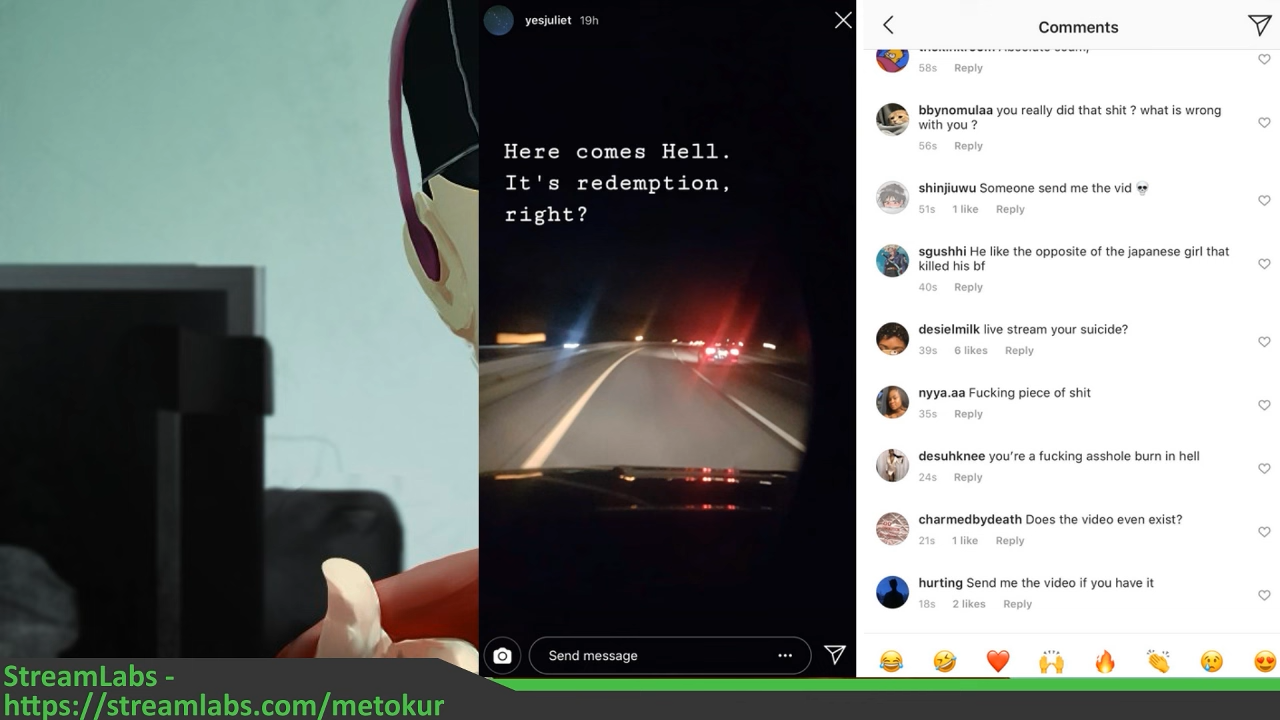 yesjuliet 19h
Here comes Hell.
It's redemption,
right?
Send message
Comments
58s Reply
bbynomulaa you really did that shit ? what is wrong
with you ?
56s Reply
shinjiuwu Someone send me the vid 💀
51s 1 like Reply
sgushhi He like the opposite of the japanese girl that
killed his bf
40s Reply
desielmilk live stream your suicide?
39s 6 likes Reply
nyya.aa Fucking piece of shit
35s Reply
desuhknee you’re a fucking asshole burn in hell
24s Reply
charmedbydeath Does the video even exist?
21s 1 like Reply
hurting Send me the video if you have it
18s 2 likes Reply
StreamLabs -
https://streamlabs.com/metokur